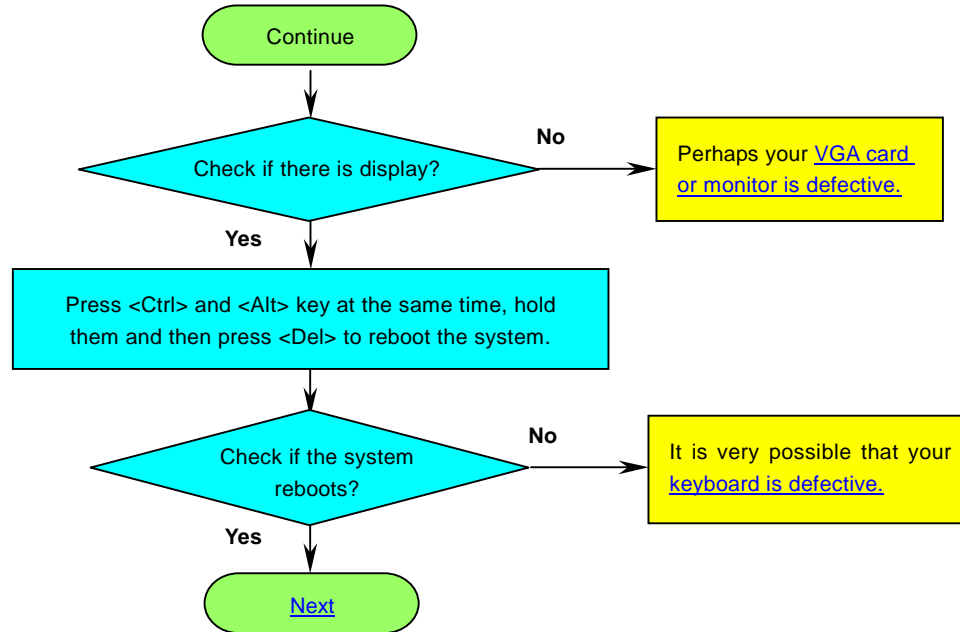 Continue
Check if there is display?
No
Perhaps your VGA card
or monitor is defective.
Yes
Press <Ctrl> and <Alt> key at the same time, hold
them and then press <Del> to reboot the system.
Check if the system
reboots?
No
It is very possible that your
keyboard is defective.
Yes
Next